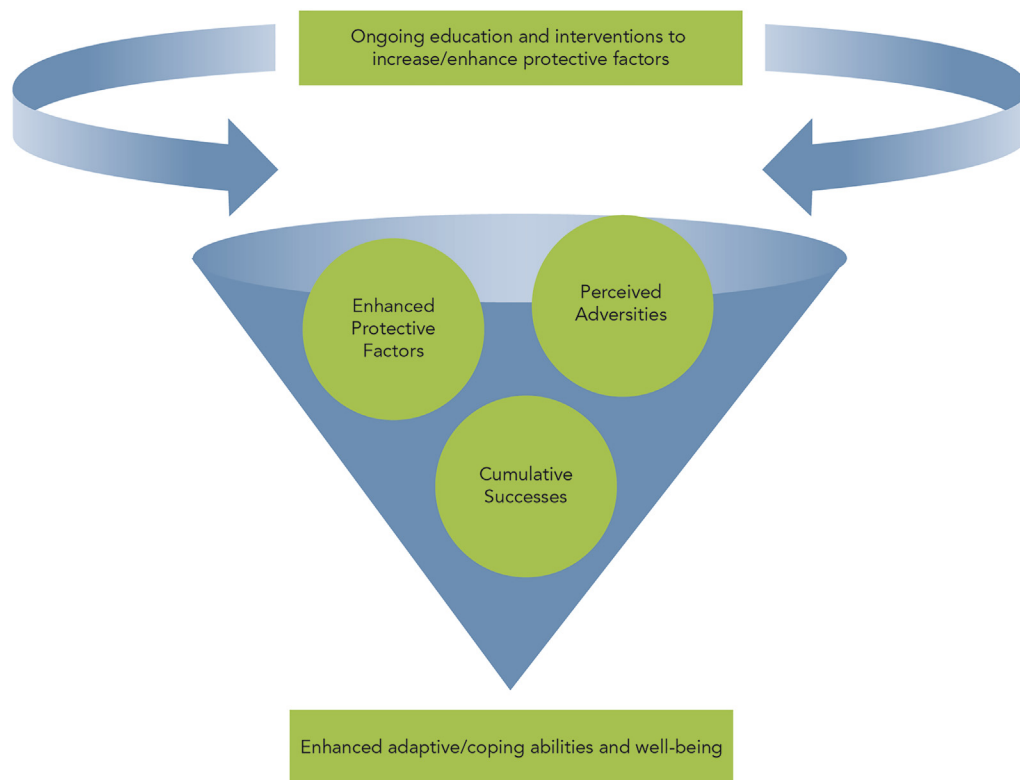 Ongoing education and interventions to
increase/enhance protective factors
Enhanced
Protective
Factors
Perceived
Adversities
Cumulative
Successes
Enhanced adaptive/coping abilities and well-being